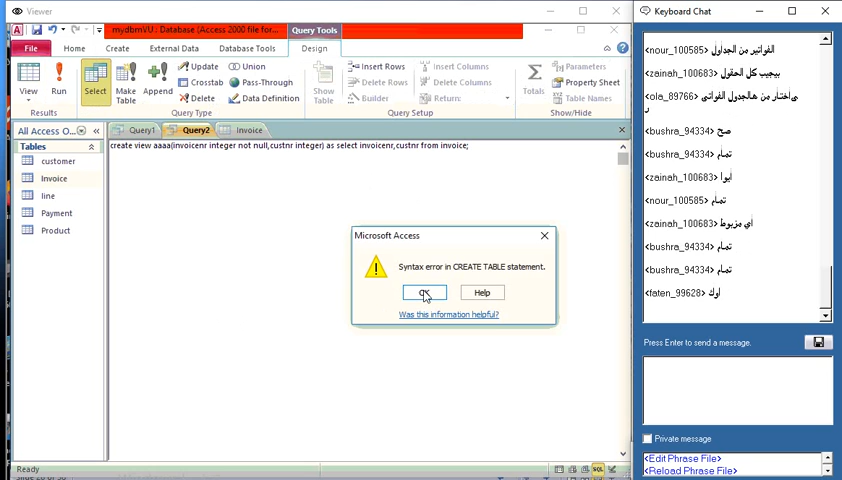 Viewer
mydbmVU : Database (Access 2000 file for...
Query Tools
File
Home
Create
External Data
Database Tools
Design
View
Run
Results
Select
Make Table
Append
Update
Crosstab
Delete
Union
Pass-Through
Data Definition
Query Type
Show Table
Insert Rows
Delete Rows
Builder
Insert Columns
Delete Columns
Return:
Query Setup
Totals
Parameters
Property Sheet
Table Names
Show/Hide
All Access O...
Query1
Query2
Invoice
Tables
customer
Invoice
line
Payment
Product
create view aaaa(invoicenr integer not null,custnr integer) as select invoicenr,custnr from invoice;
Microsoft Access
Syntax error in CREATE TABLE statement.
OK
Help
Was this information helpful?
Ready
SQL
Keyboard Chat
<nour_100585> الفواتير من الجداول
<zainah_100683> بيجيب كل الحقول
<ola_89766> ى اختار من هالجدول الفواتى
ر
<bushra_94334> صح
<bushra_94334> تمام
<zainah_100683> ايوا
<nour_100585> تمام
<zainah_100683> اي مزبوط
<bushra_94334> تمام
<bushra_94334> تمام
<faten_99628> اوك
Press Enter to send a message.
Private message
<Edit Phrase File>
<Reload Phrase File>